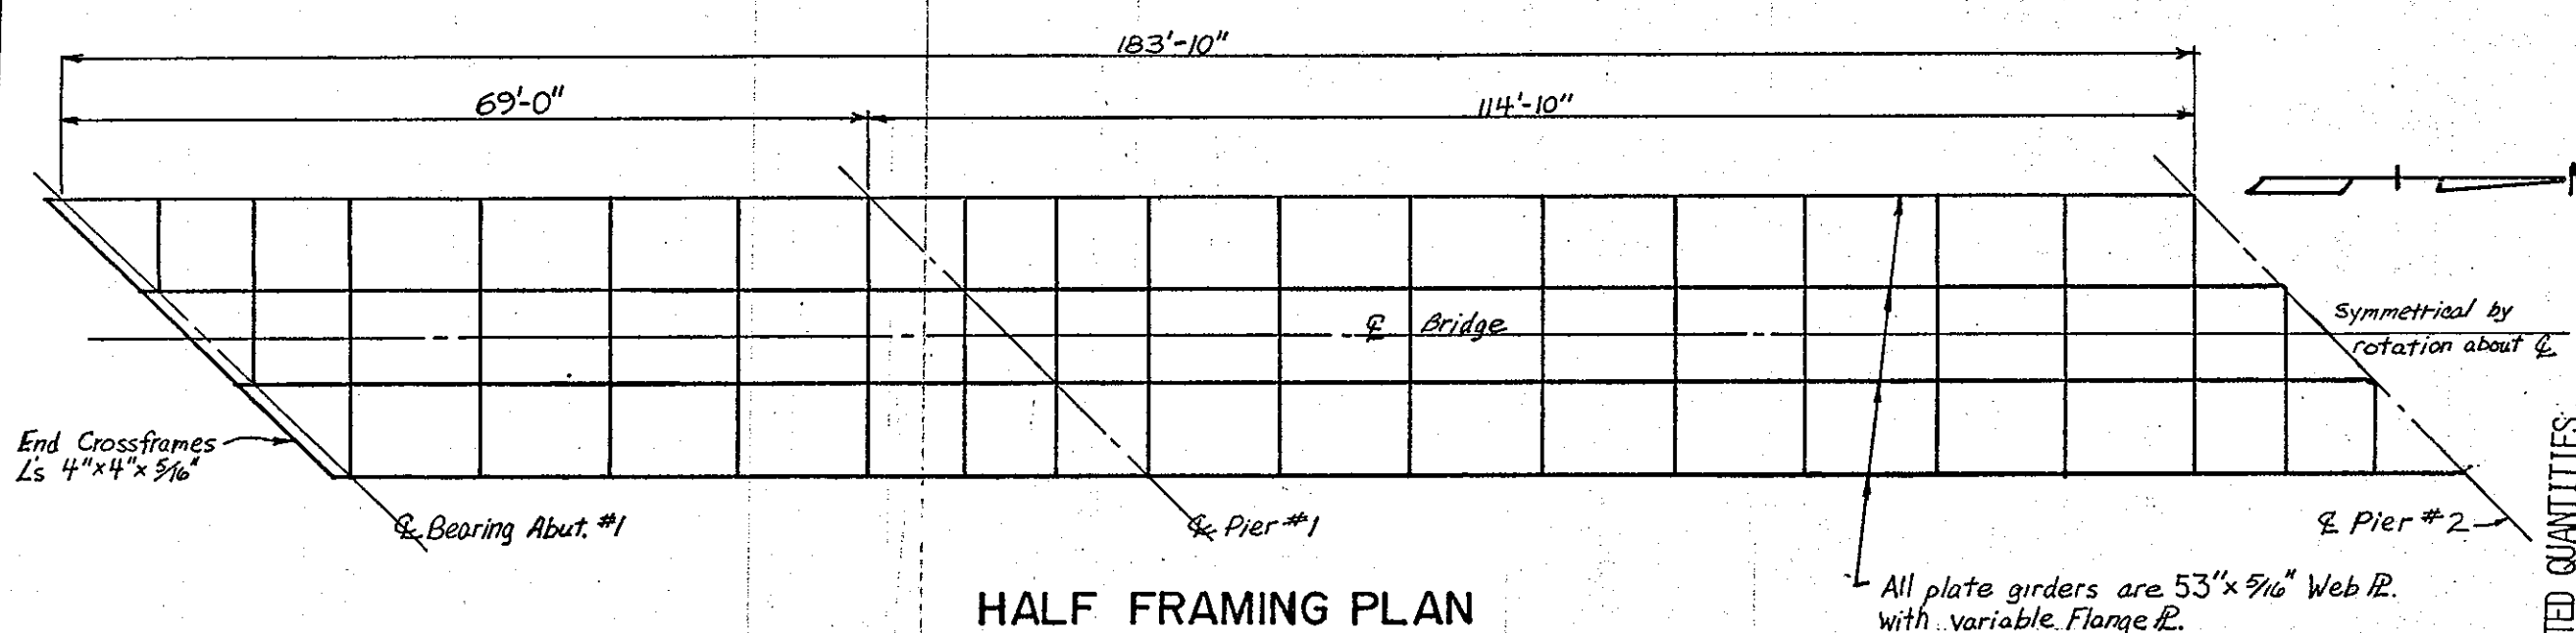 183'-10"
69'-0"
114'-10"
℄ Bridge
Symmetrical by
rotation about ℄
End Crossframes
L's 4"x4"x 5/16"
℄ Bearing Abut. #1
℄ Pier #1
℄ Pier #2
HALF FRAMING PLAN
All plate girders are 53"x 5/16" Web ℞.
with variable Flange ℞.
TED QUANTITIES